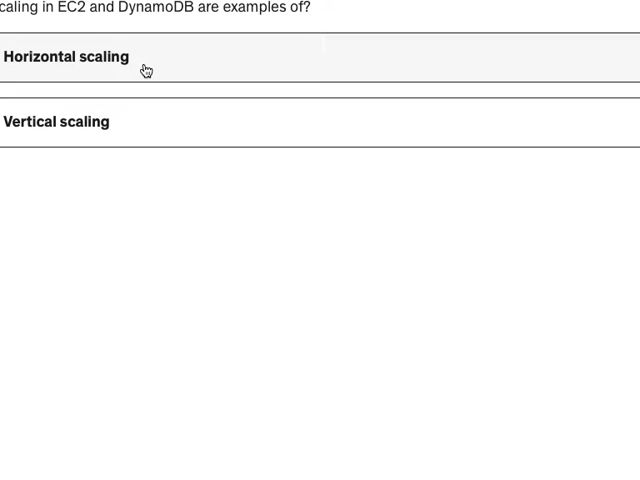 caling in EC2 and DynamoDB are examples of?
Horizontal scaling
Vertical scaling